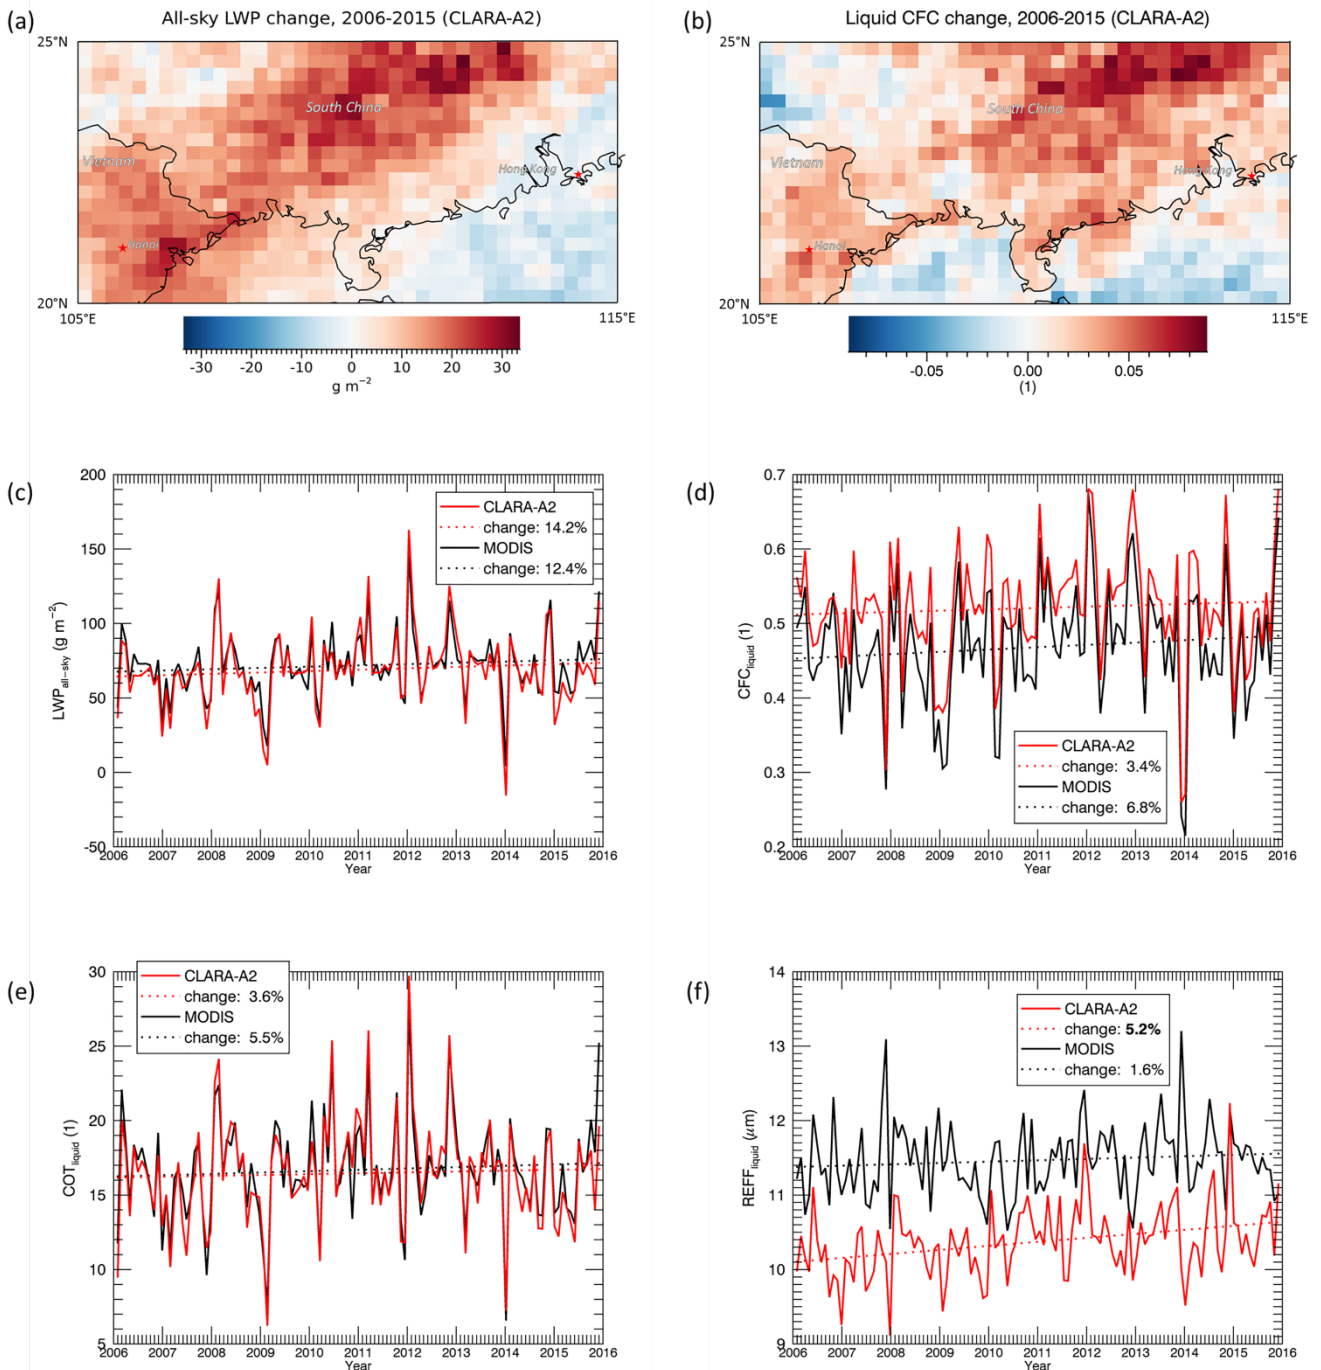 (a)
All-sky LWP change, 2006-2015 (CLARA-A2)
25°N
South China
Vietnam
Hong Kong
Hanoi
20°N
105°E
115°E
-30 -20 -10 0 10 20 30
g m⁻²
(b)
Liquid CFC change, 2006-2015 (CLARA-A2)
25°N
South China
Vietnam
Hong Kong
Hanoi
20°N
105°E
115°E
-0.05 0.00 0.05
(1)
(c)
200
150
100
50
0
-50
LWP all-sky (g m⁻²)
CLARA-A2
change: 14.2%
MODIS
change: 12.4%
2006 2007 2008 2009 2010 2011 2012 2013 2014 2015 2016
Year
(d)
0.7
0.6
0.5
0.4
0.3
0.2
CFC liquid (1)
CLARA-A2
change: 3.4%
MODIS
change: 6.8%
2006 2007 2008 2009 2010 2011 2012 2013 2014 2015 2016
Year
(e)
30
25
20
15
10
5
COT liquid (1)
CLARA-A2
change: 3.6%
MODIS
change: 5.5%
2006 2007 2008 2009 2010 2011 2012 2013 2014 2015 2016
Year
(f)
14
13
12
11
10
9
REFF liquid (μm)
CLARA-A2
change: 5.2%
MODIS
change: 1.6%
2006 2007 2008 2009 2010 2011 2012 2013 2014 2015 2016
Year